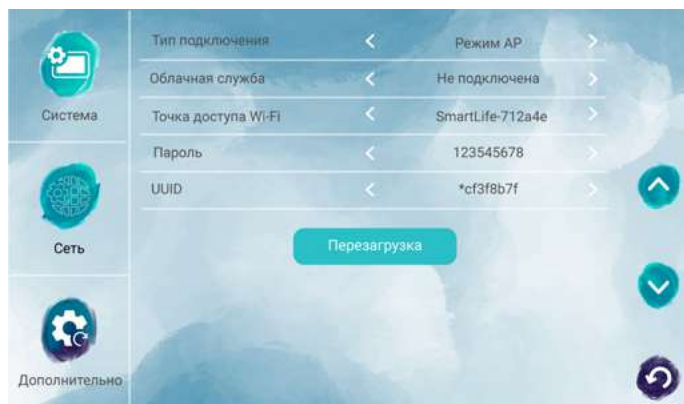 Тип подключения Режим AP
Облачная служба Не подключена
Система
Точка доступа Wi-Fi SmartLife-712a4e
Пароль 123545678
UUID *cf3f8b7f
Сеть
Перезагрузка
Дополнительно